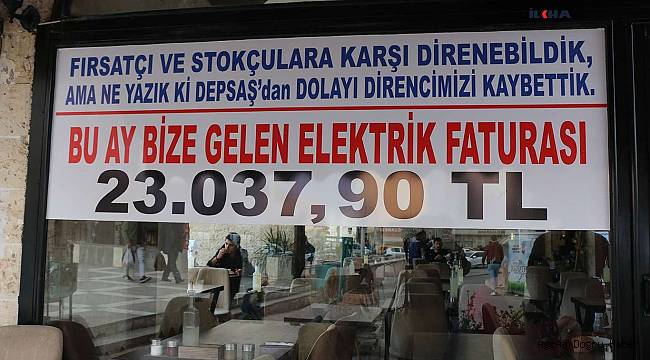 İLKHA
FIRSATÇI VE STOKÇULARA KARŞI DİRENEBİLDİK,
AMA NE YAZIK Kİ DEPSAŞ'dan DOLAYI DİRENCİMİZİ KAYBETTİK.
BU AY BİZE GELEN ELEKTRİK FATURASI
23.037,90 TL